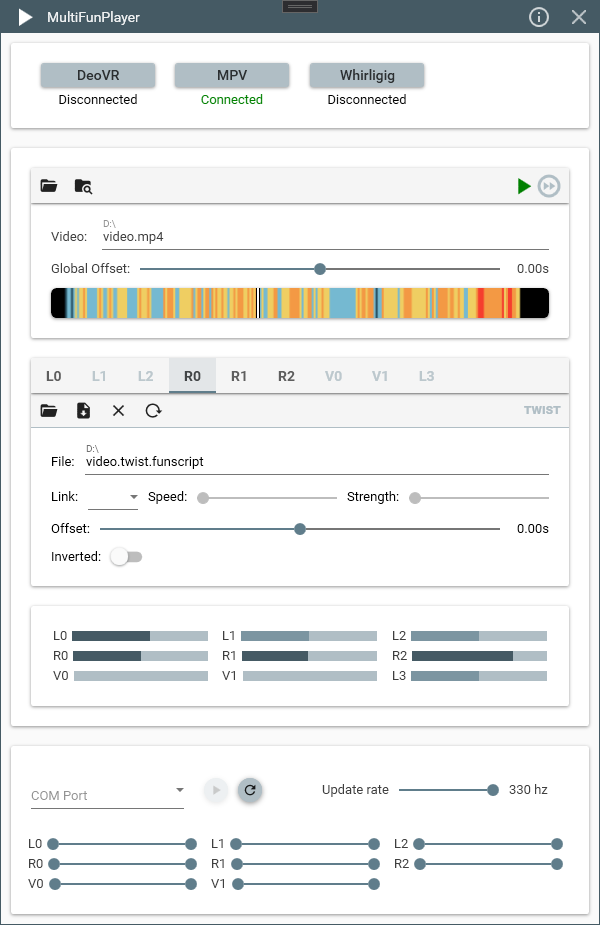 MultiFunPlayer
DeoVR MPV Whirligig
Disconnected Connected Disconnected
D:\
Video: video.mp4
Global Offset: 0.00s
L0 L1 L2 R0 R1 R2 V0 V1 L3
TWIST
D:\
File: video.twist.funscript
Link: Speed: Strength:
Offset: 0.00s
Inverted:
L0 L1 L2
R0 R1 R2
V0 V1 L3
COM Port Update rate 330 hz
L0 L1 L2
R0 R1 R2
V0 V1